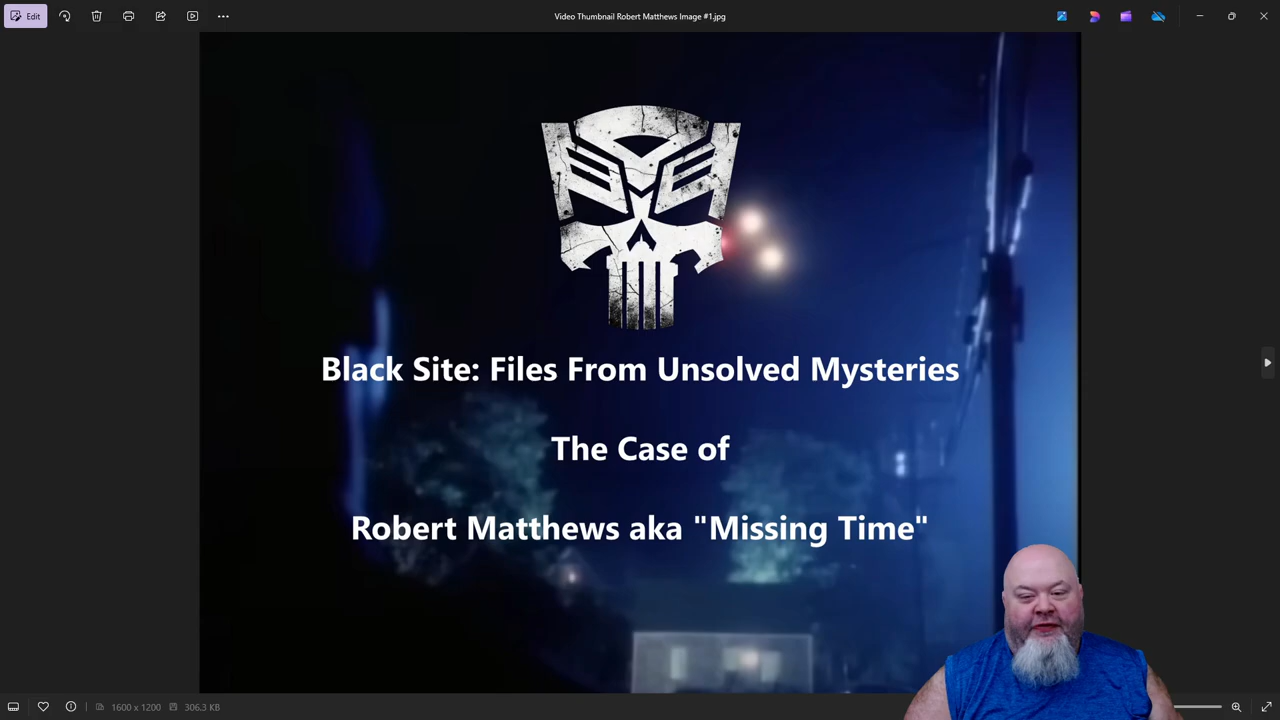 Edit
Video Thumbnail Robert Matthews Image #1.jpg
Black Site: Files From Unsolved Mysteries
The Case of
Robert Matthews aka "Missing Time"
1600 x 1200
306.3 KB